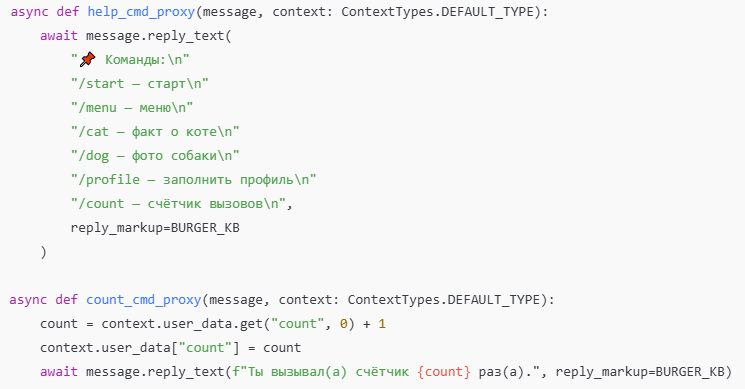 async def help_cmd_proxy(message, context: ContextTypes.DEFAULT_TYPE):
    await message.reply_text(
        "📌 Команды:\n"
        "/start — старт\n"
        "/menu — меню\n"
        "/cat — факт о коте\n"
        "/dog — фото собаки\n"
        "/profile — заполнить профиль\n"
        "/count — счётчик вызовов\n",
        reply_markup=BURGER_KB
    )

async def count_cmd_proxy(message, context: ContextTypes.DEFAULT_TYPE):
    count = context.user_data.get("count", 0) + 1
    context.user_data["count"] = count
    await message.reply_text(f"Ты вызывал(а) счётчик {count} раз(а).", reply_markup=BURGER_KB)